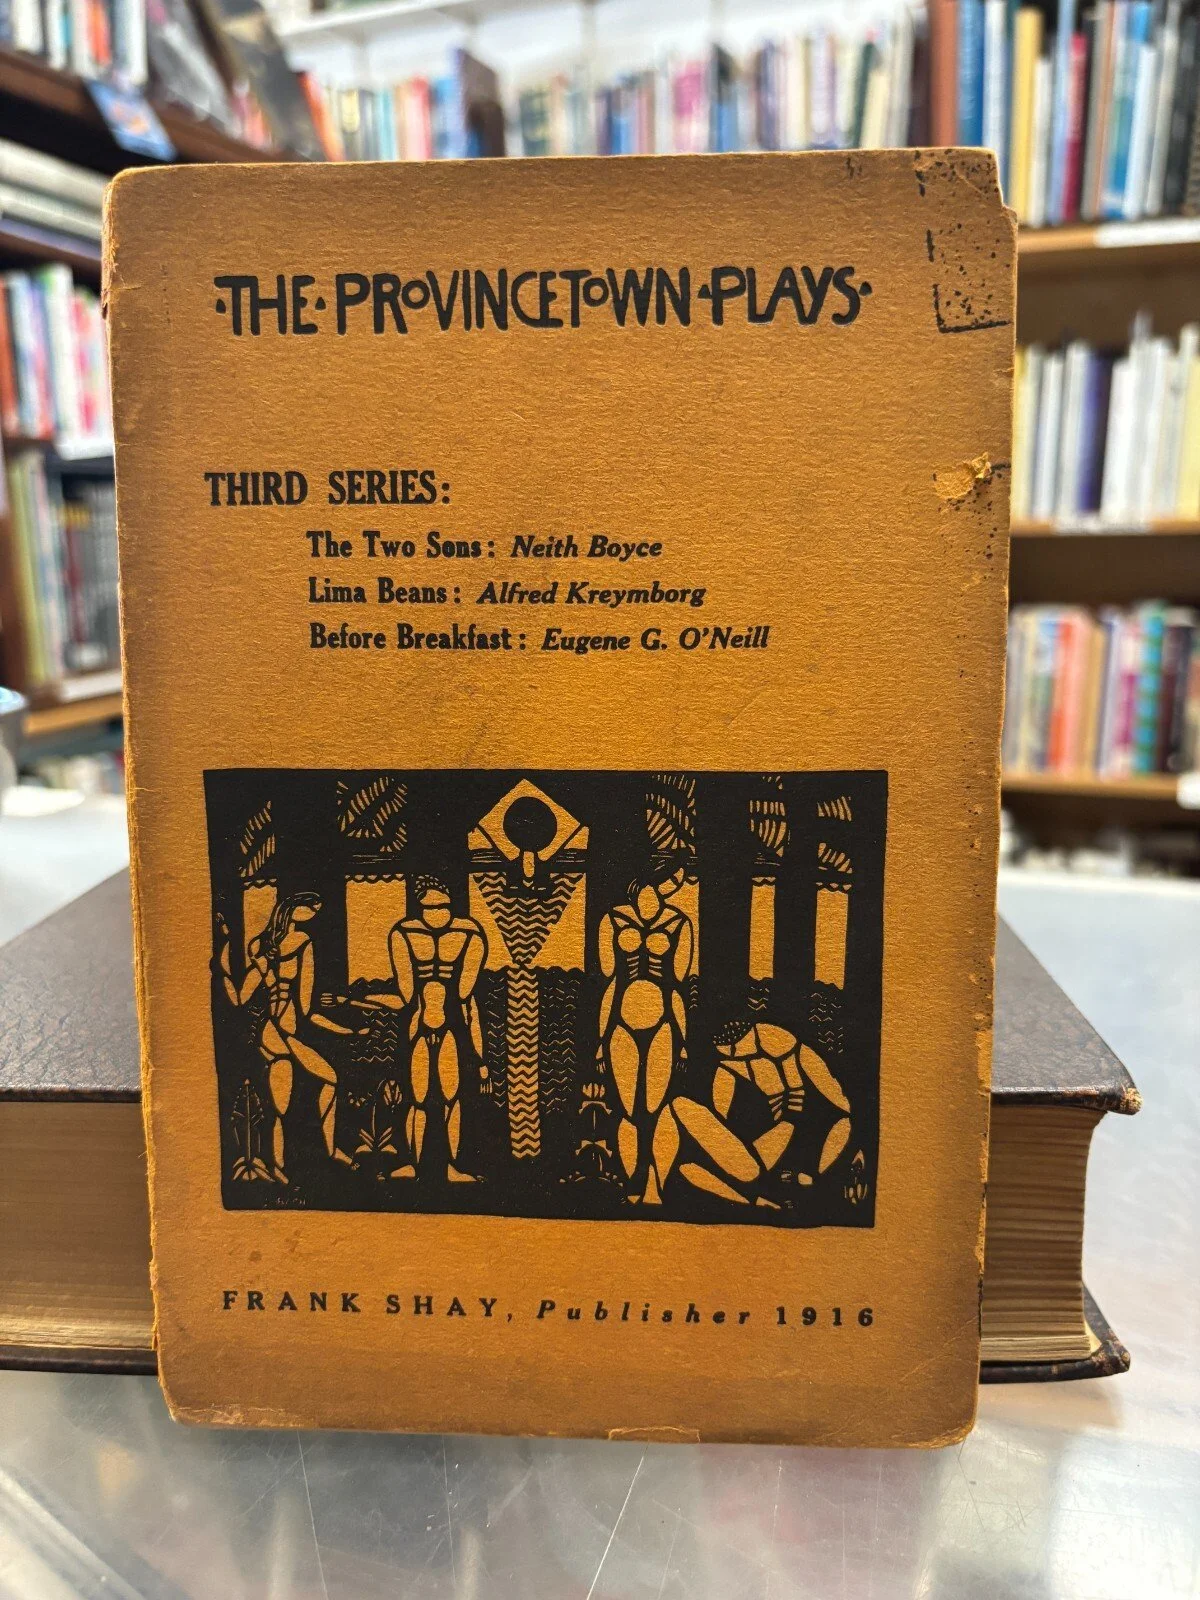 ·THE·PROVINCETOWN·PLAYS·
THIRD SERIES:
The Two Sons: Neith Boyce
Lima Beans: Alfred Kreymborg
Before Breakfast: Eugene G. O'Neill
FRANK SHAY, Publisher 1916